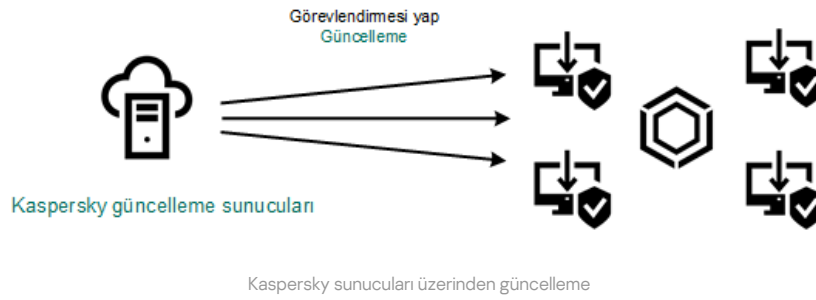 Görevlendirmesi yap
Güncelleme
Kaspersky güncelleme sunucuları
Kaspersky sunucuları üzerinden güncelleme